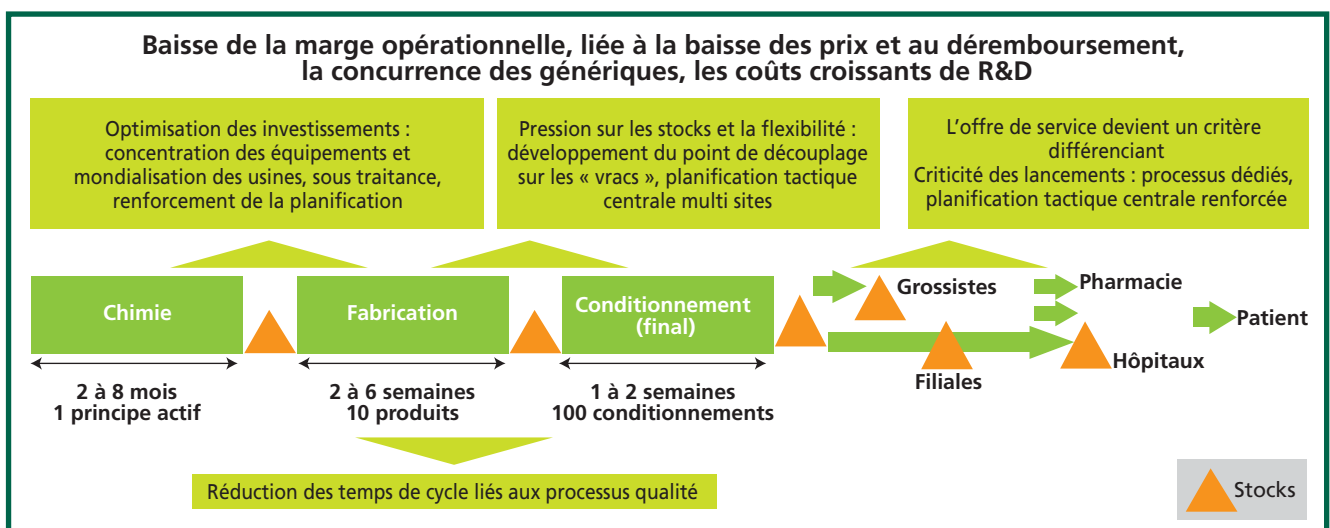 Baisse de la marge opérationnelle, liée à la baisse des prix et au déremboursement,
la concurrence des génériques, les coûts croissants de R&D
Optimisation des investissements :
concentration des équipements et
mondialisation des usines, sous traitance,
renforcement de la planification
Pression sur les stocks et la flexibilité :
développement du point de découplage
sur les « vracs », planification tactique
centrale multi sites
L’offre de service devient un critère
différenciant
Criticité des lancements : processus dédiés,
planification tactique centrale renforcée
Chimie
Fabrication
Conditionnement
(final)
Grossistes
Pharmacie
Patient
Hôpitaux
Filiales
2 à 8 mois
1 principe actif
2 à 6 semaines
10 produits
1 à 2 semaines
100 conditionnements
Réduction des temps de cycle liés aux processus qualité
Stocks